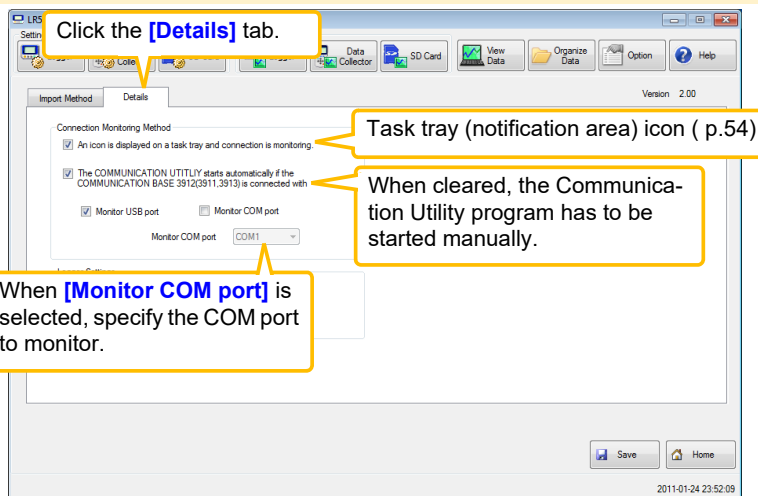 LR5
Click the [Details] tab.
Data
Collector
SD Card
View
Data
Organize
Data
Option
Help
Import Method
Details
Version 2.00
Connection Monitoring Method
An icon is displayed on a task tray and connection is monitoring.
Task tray (notification area) icon ( p.54)
The COMMUNICATION UTITLIY starts automatically if the
COMMUNICATION BASE 3912(3911,3913) is connected with
When cleared, the Communica-
tion Utility program has to be
started manually.
Monitor USB port
Monitor COM port
Monitor COM port
COM1
When [Monitor COM port] is
selected, specify the COM port
to monitor.
Save
Home
2011-01-24 23:52:09